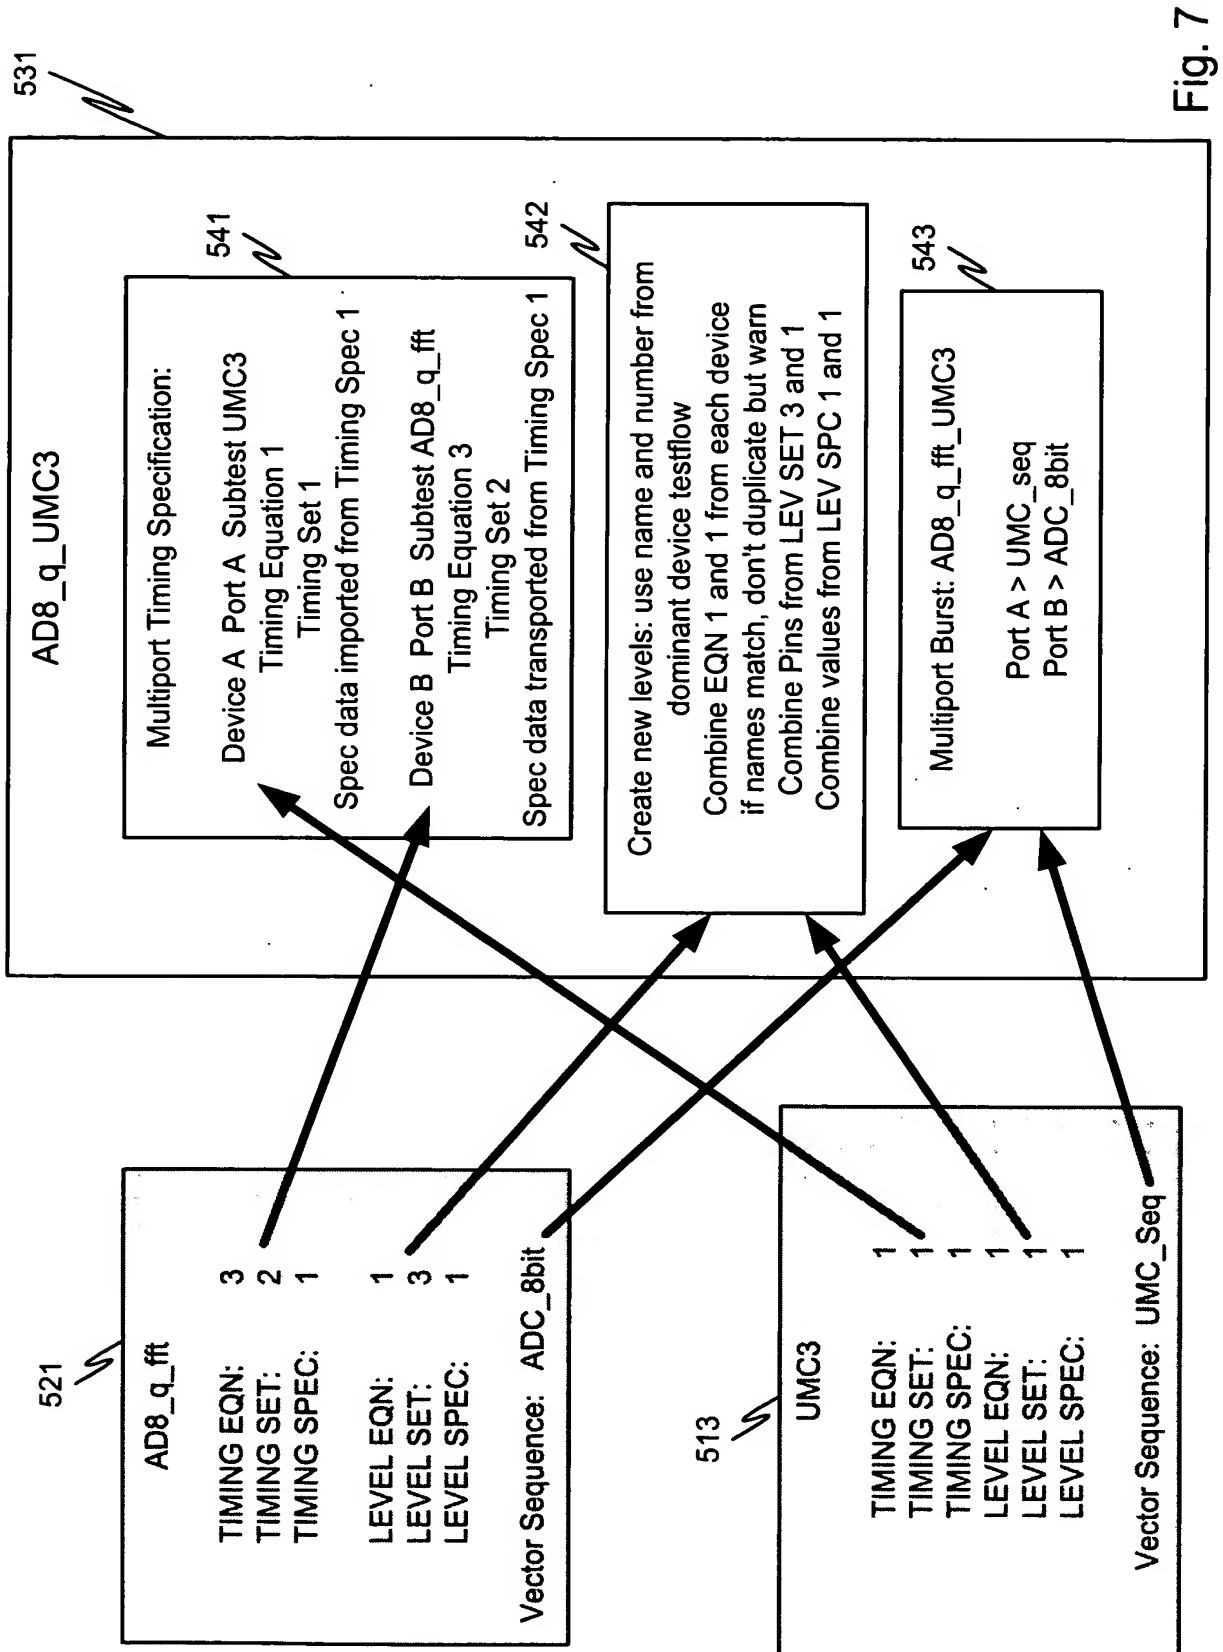 521
AD8_q_fft
TIMING EQN: 3
TIMING SET: 2
TIMING SPEC: 1
LEVEL EQN: 1
LEVEL SET: 3
LEVEL SPEC: 1
Vector Sequence: ADC_8bit
513
UMC3
TIMING EQN: 1
TIMING SET: 1
TIMING SPEC: 1
LEVEL EQN: 1
LEVEL SET: 1
LEVEL SPEC: 1
Vector Sequence: UMC_Seq
531
AD8_q_UMC3
541
Multiport Timing Specification:
Device A Port A Subtest UMC3
Timing Equation 1
Timing Set 1
Spec data imported from Timing Spec 1
Device B Port B Subtest AD8_q_fft
Timing Equation 3
Timing Set 2
Spec data transported from Timing Spec 1
542
Create new levels: use name and number from
dominant device testflow
Combine EQN 1 and 1 from each device
if names match, don't duplicate but warn
Combine Pins from LEV SET 3 and 1
Combine values from LEV SPC 1 and 1
543
Multiport Burst: AD8_q_fft_UMC3
Port A > UMC_seq
Port B > ADC_8bit
Fig. 7